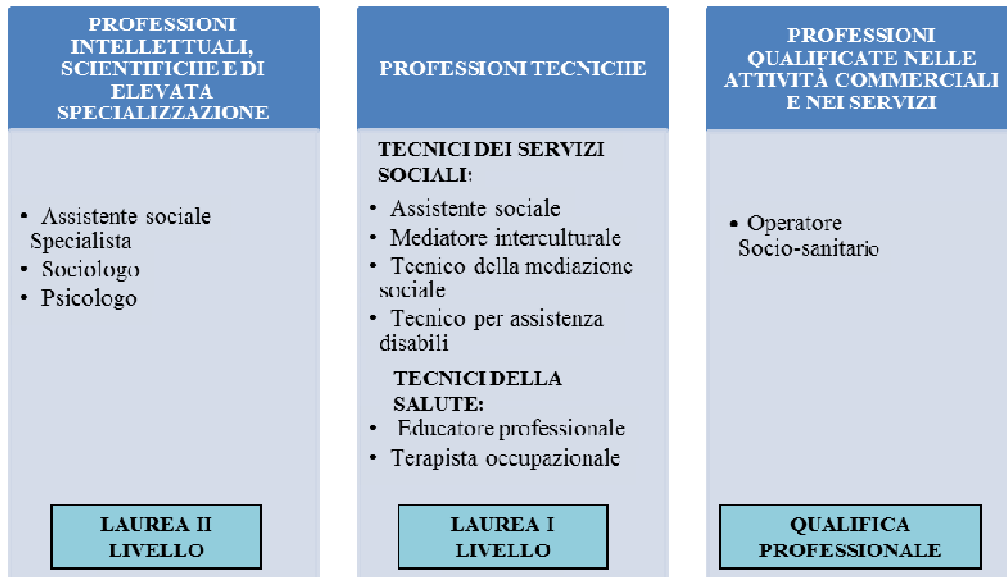 PROFESSIONI
INTELLETTUALI,
SCIENTIFICHE E DI
ELEVATA
SPECIALIZZAZIONE
• Assistente sociale
Specialista
• Sociologo
• Psicologo
LAUREA II
LIVELLO
PROFESSIONI TECNICHE
TECNICI DEI SERVIZI
SOCIALI:
• Assistente sociale
• Mediatore interculturale
• Tecnico della mediazione
sociale
• Tecnico per assistenza
disabili
TECNICI DELLA
SALUTE:
• Educatore professionale
• Terapista occupazionale
LAUREA I
LIVELLO
PROFESSIONI
QUALIFICATE NELLE
ATTIVITÀ COMMERCIALI
E NEI SERVIZI
• Operatore
Socio-sanitario
QUALIFICA
PROFESSIONALE